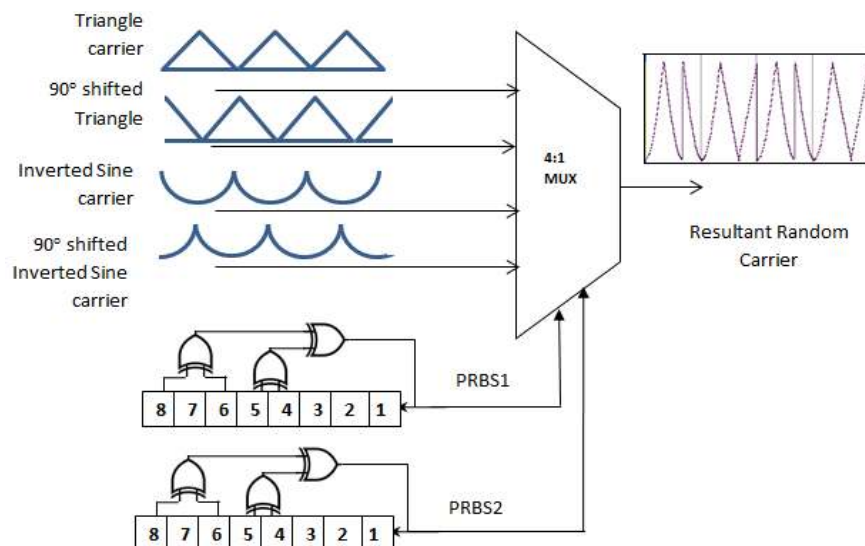 Triangle
carrier
90° shifted
Triangle
Inverted Sine
carrier
90° shifted
Inverted Sine
carrier
4:1
MUX
Resultant Random
Carrier
PRBS1
8 7 6 5 4 3 2 1
PRBS2
8 7 6 5 4 3 2 1